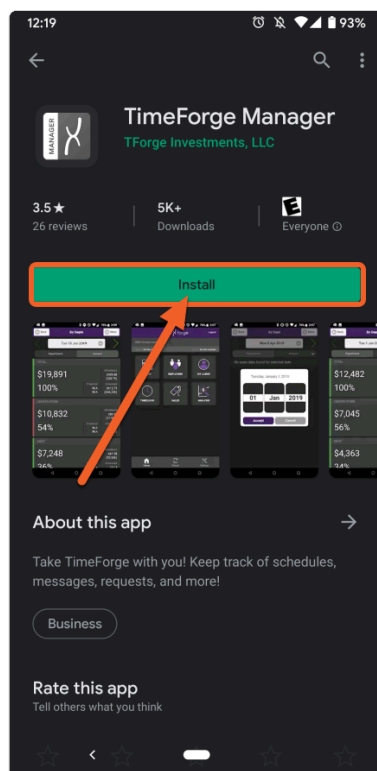 12:19
93%
MANAGER
TimeForge Manager
TForge Investments, LLC
3.5★
5K+
E
26 reviews
Downloads
Everyone
Install
$19,891
100%
$10,832
54%
$7,248
36%
Tuesday, January 1, 2019
01 Jan 2019
$12,482
100%
$7,045
56%
$4,363
34%
About this app
Take TimeForge with you! Keep track of schedules,
messages, requests, and more!
Business
Rate this app
Tell others what you think